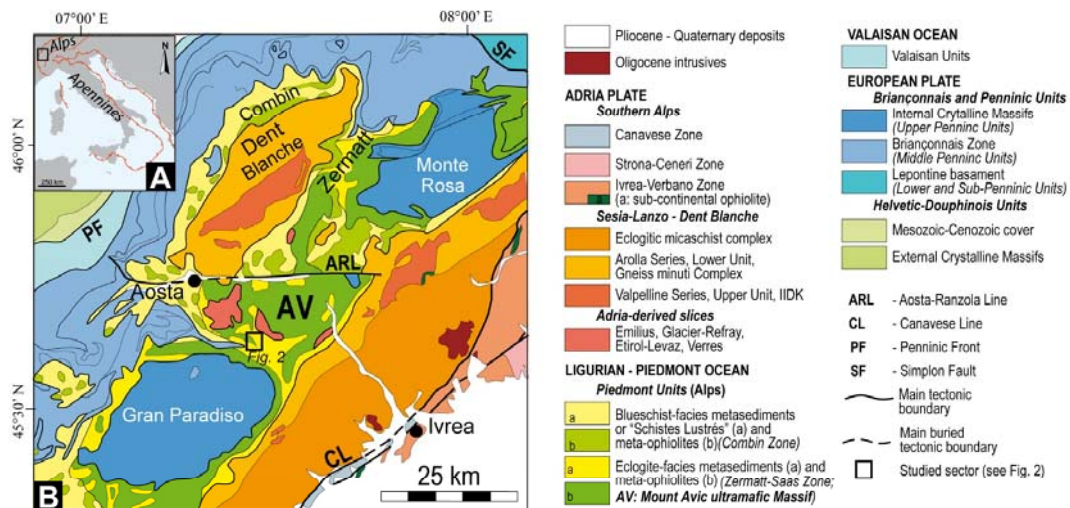 07°00' E
08°00' E
46°00' N
45°30' N
Alps
Apennines
N
250 km
A
SF
Combin
Dent
Blanche
Zermatt
Monte
Rosa
PF
ARL
Aosta
AV
Fig. 2
Gran Paradiso
Ivrea
CL
25 km
B
Pliocene - Quaternary deposits
Oligocene intrusives
ADRIA PLATE
Southern Alps
Canavese Zone
Strona-Ceneri Zone
Ivrea-Verbano Zone
(a: sub-continental ophiolite)
a
Sesia-Lanzo - Dent Blanche
Eclogitic micaschist complex
Arolla Series, Lower Unit,
Gneiss minuti Complex
Valpelline Series, Upper Unit, IIDK
Adria-derived slices
Emilius, Glacier-Refray,
Etirol-Levaz, Verres
LIGURIAN - PIEDMONT OCEAN
Piedmont Units (Alps)
a
Blueschist-facies metasediments
or "Schistes Lustrés" (a) and
b
meta-ophiolites (b)(Combin Zone)
a
Eclogite-facies metasediments (a) and
meta-ophiolites (b) (Zermatt-Saas Zone;
b
AV: Mount Avic ultramafic Massif)
VALAISAN OCEAN
Valaisan Units
EUROPEAN PLATE
Briançonnais and Penninic Units
Internal Crytalline Massifs
(Upper Penninc Units)
Briançonnais Zone
(Middle Penninc Units)
Lepontine basament
(Lower and Sub-Penninic Units)
Helvetic-Douphinois Units
Mesozoic-Cenozoic cover
External Crystalline Massifs
ARL - Aosta-Ranzola Line
CL - Canavese Line
PF - Penninic Front
SF - Simplon Fault
Main tectonic
boundary
Main buried
tectonic boundary
Studied sector (see Fig. 2)